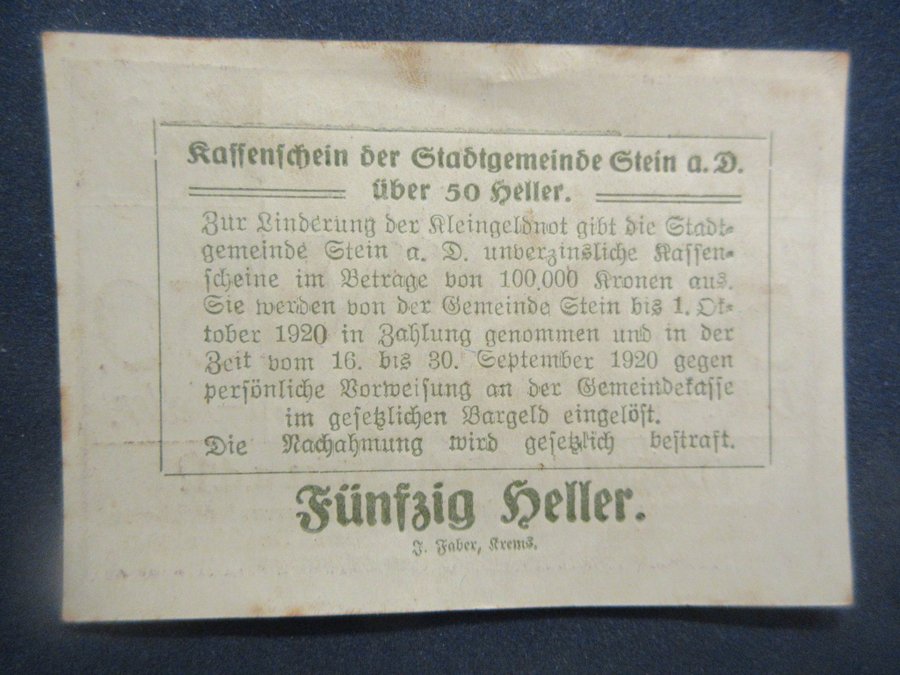 Kassenschein der Stadtgemeinde Stein a. D.
über 50 Heller.
Zur Linderung der Kleingeldnot gibt die Stadt-
gemeinde Stein a. D. unverzinsliche Kassen-
scheine im Betrage von 100,000 Kronen aus.
Sie werden von der Gemeinde Stein bis 1. Ok-
tober 1920 in Zahlung genommen und in der
Zeit vom 16. bis 30. September 1920 gegen
persönliche Vorweisung an der Gemeindekasse
im gesetzlichen Bargeld eingelöst.
Die Nachahmung wird gesetzlich bestraft.
Fünfzig Heller.
J. Faber, Krems.